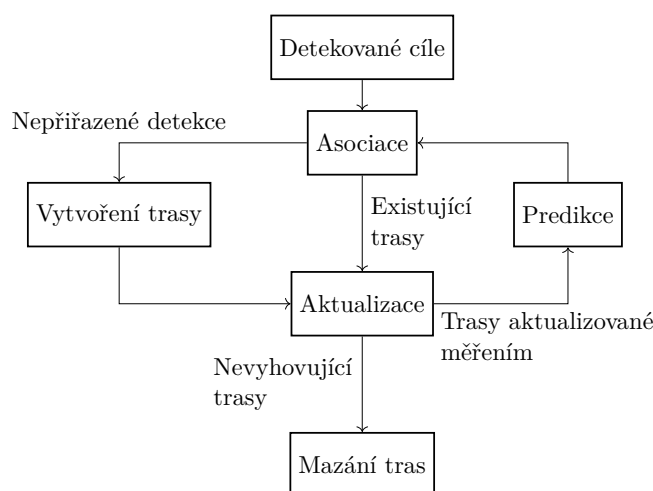 Detekované cíle
Nepřiřazené detekce
Asociace
Vytvoření trasy
Existující
trasy
Predikce
Aktualizace
Trasy aktualizované
měřením
Nevyhovující
trasy
Mazání tras